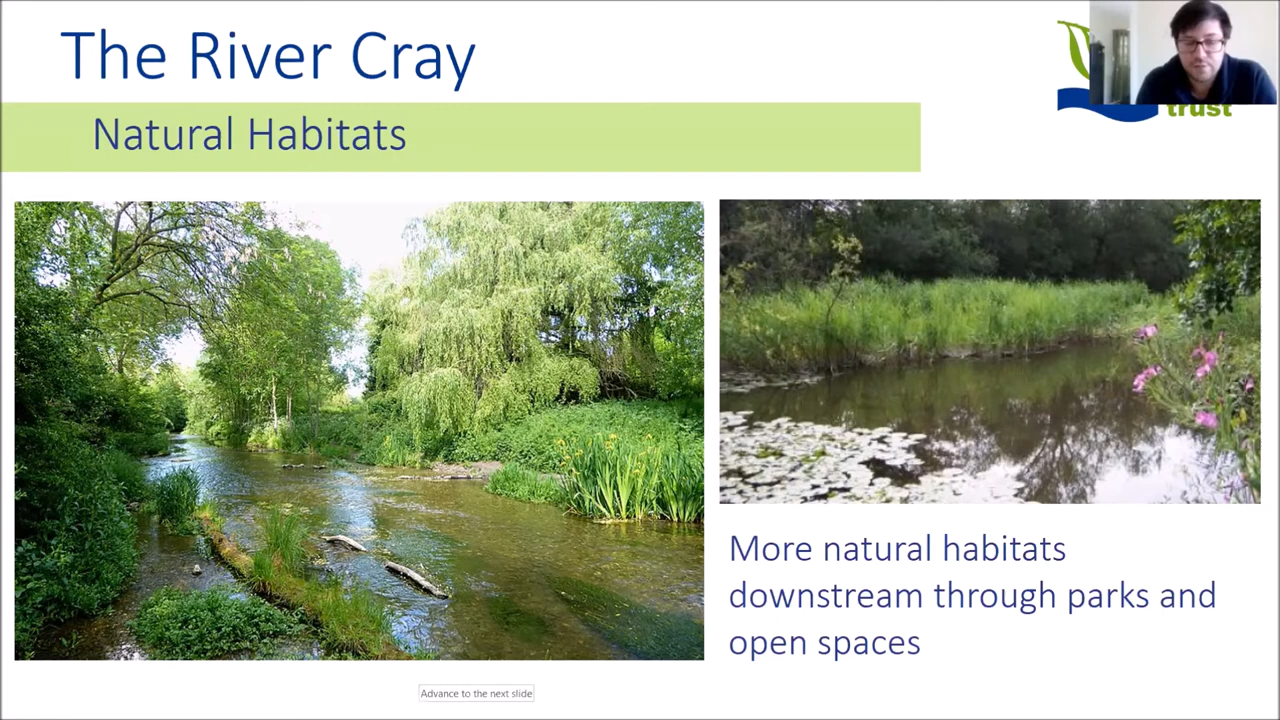 The River Cray
Natural Habitats
trust
More natural habitats
downstream through parks and
open spaces
Advance to the next slide